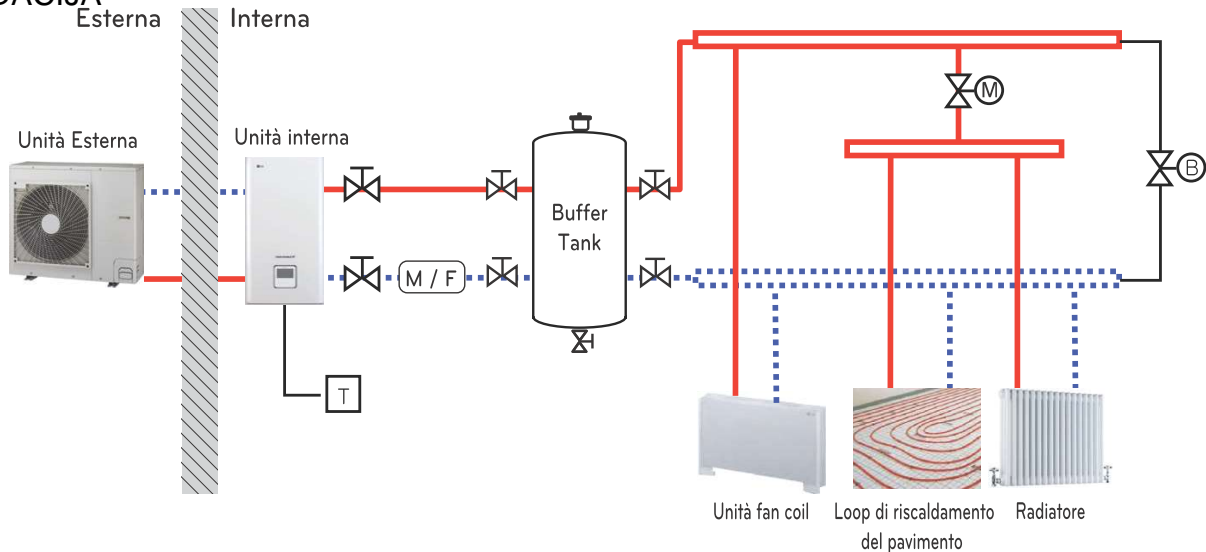 Esterna
Interna
Unità Esterna
Unità interna
M
B
Buffer
Tank
M / F
T
Unità fan coil
Loop di riscaldamento
del pavimento
Radiatore